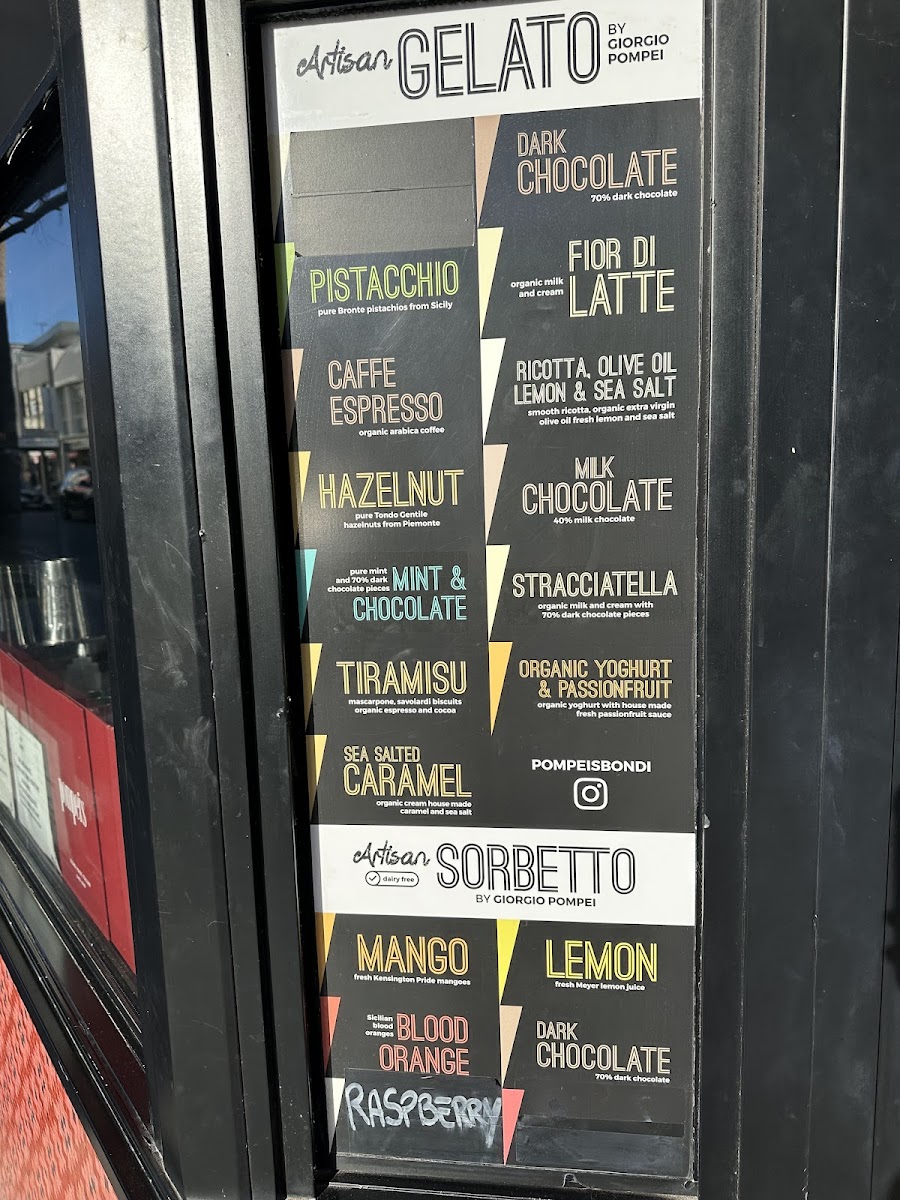 Artisan GELATO BY
GIORGIO
POMPEI
PISTACCHIO
pure Bronte pistachios from Sicily
CAFFE
ESPRESSO
organic arabica coffee
HAZELNUT
pure Tondo Gentile
hazelnuts from Piemonte
pure mint
and 70% dark
chocolate pieces
MINT &
CHOCOLATE
TIRAMISU
mascarpone, savoiardi biscuits
organic espresso and cocoa
SEA SALTED
CARAMEL
organic cream house made
caramel and sea salt
DARK
CHOCOLATE
70% dark chocolate
organic milk
and cream
FIOR DI
LATTE
RICOTTA, OLIVE OIL
LEMON & SEA SALT
smooth ricotta, organic extra virgin
olive oil fresh lemon and sea salt
MILK
CHOCOLATE
40% milk chocolate
STRACCIATELLA
organic milk and cream with
70% dark chocolate pieces
ORGANIC YOGHURT
& PASSIONFRUIT
organic yoghurt with house made
fresh passionfruit sauce
POMPEISBONDI
Artisan SORBETTO
dairy free
BY GIORGIO POMPEI
MANGO
fresh Kensington Pride mangoes
Sicilian
blood
oranges
BLOOD
ORANGE
RASPBERRY
LEMON
fresh Meyer lemon juice
DARK
CHOCOLATE
70% dark chocolate
pompei's